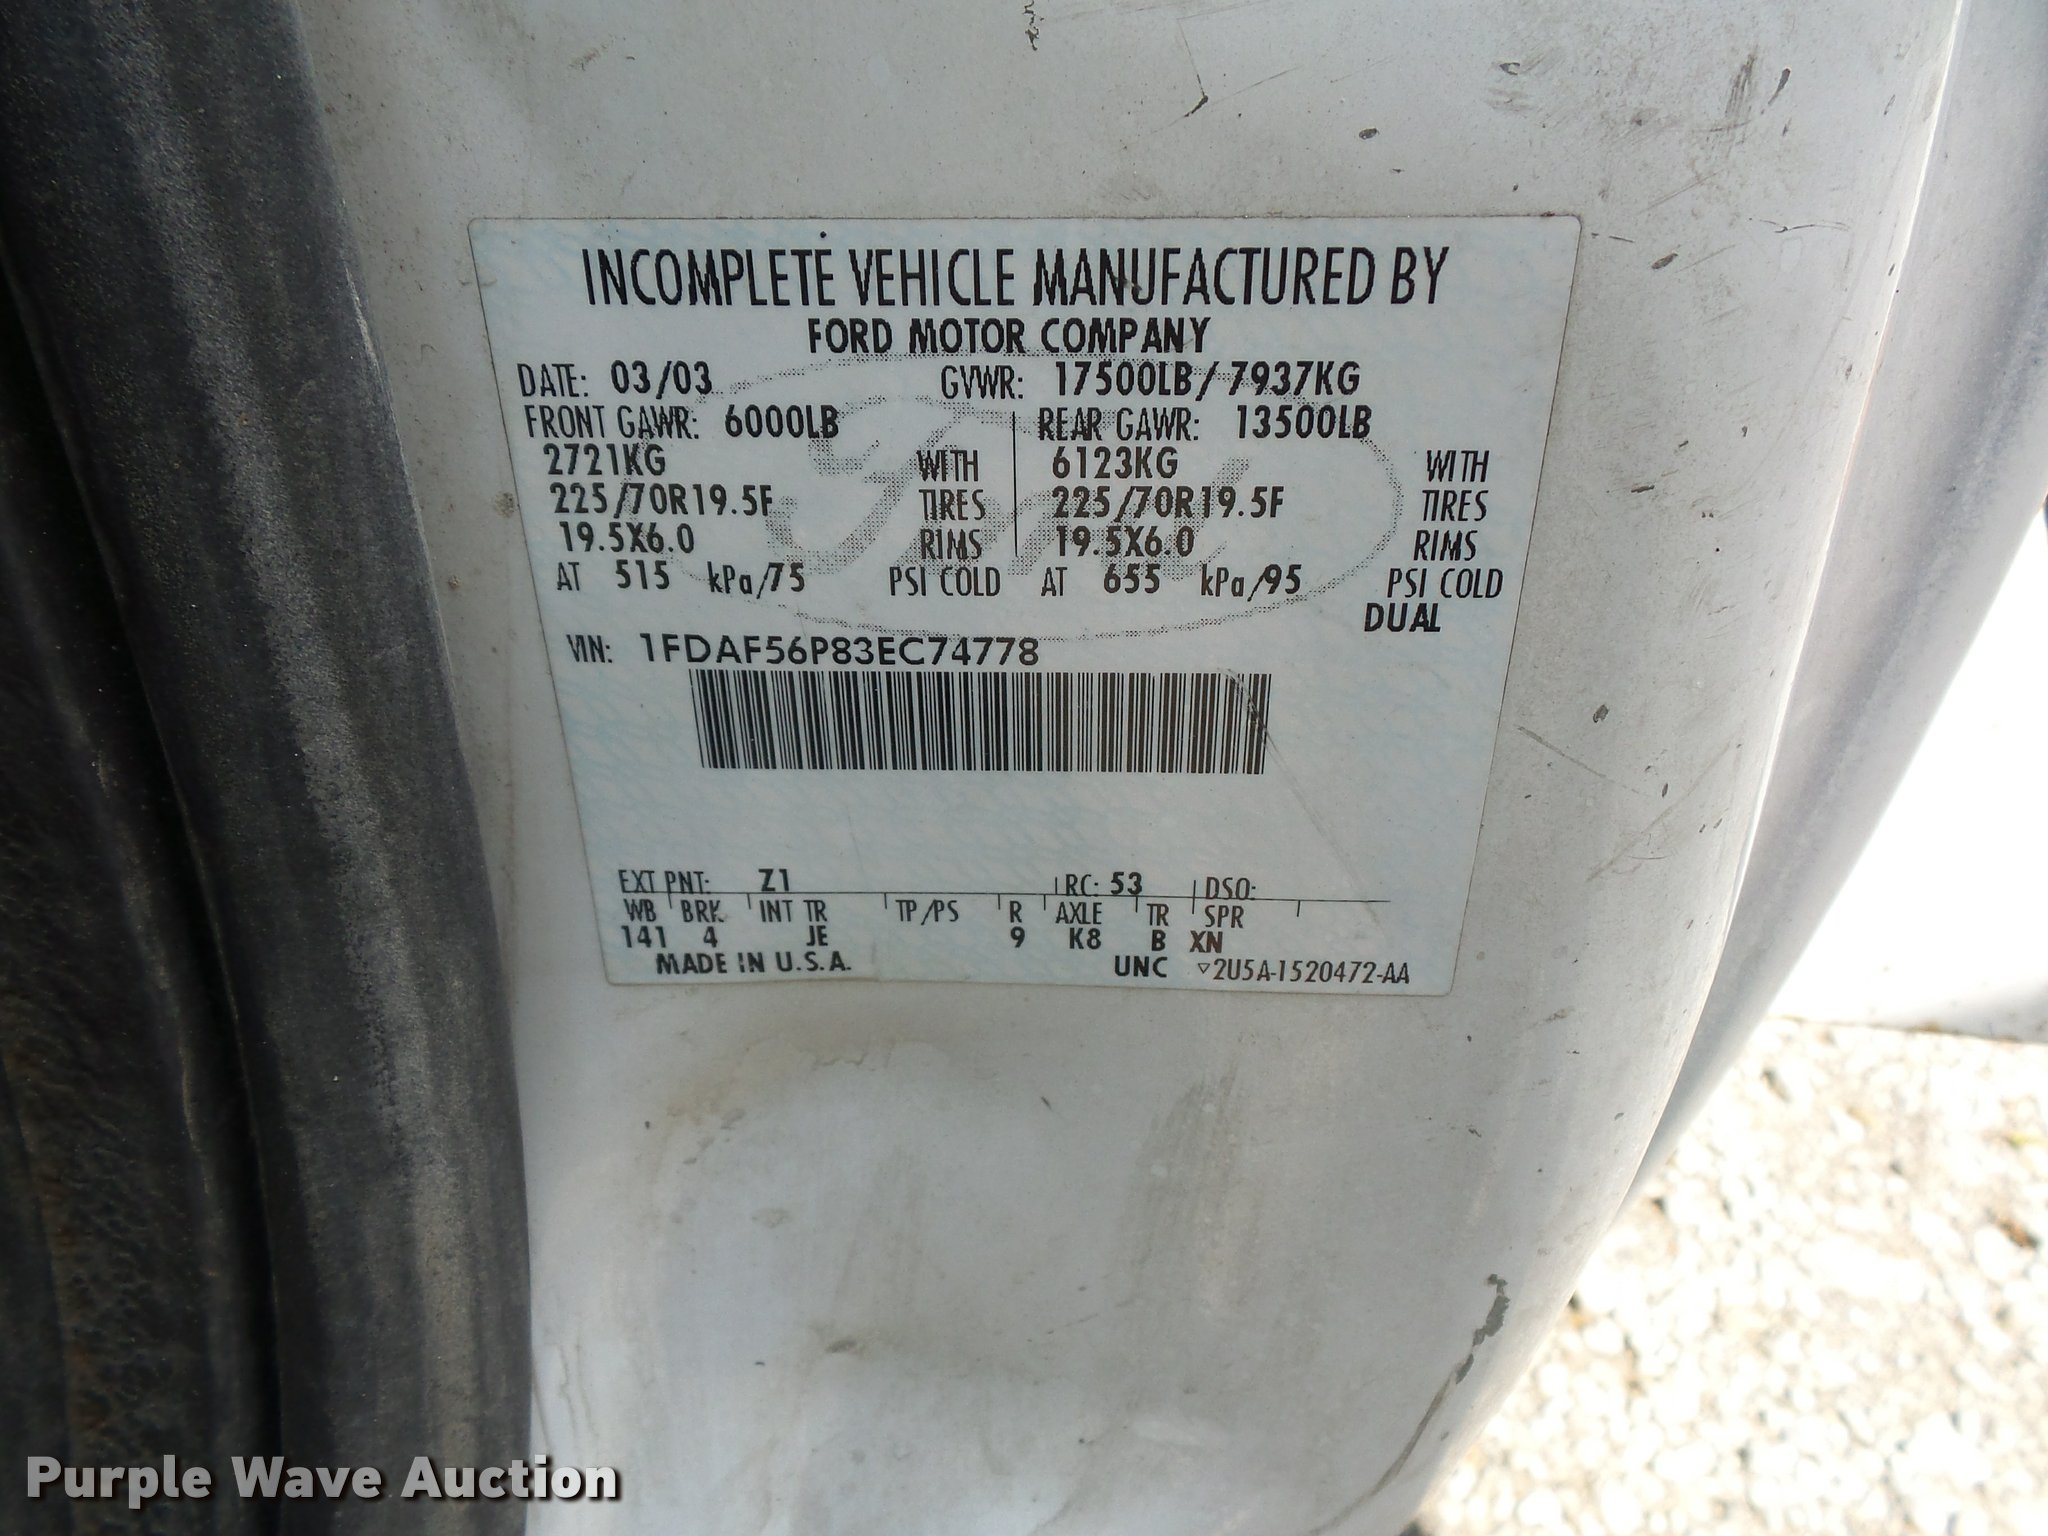 INCOMPLETE VEHICLE MANUFACTURED BY
FORD MOTOR COMPANY
DATE: 03/03 GVWR: 17500LB/ 7937KG
FRONT GAWR: 6000LB REAR GAWR: 13500LB
2721KG WITH 6123KG WITH
225/70R19.5F TIRES 225/70R19.5F TIRES
19.5X6.0 RIMS 19.5X6.0 RIMS
AT 515 kPa/75 PSI COLD AT 655 kPa/95 PSI COLD
DUAL
VIN: 1FDAF56P83EC74778
EXT PNT: Z1 RC: 53 DSO:
WB BRK INT TR TP/PS R AXLE TR SPR
141 4 JE 9 K8 B XN
MADE IN U.S.A. UNC ▽2U5A-1520472-AA
Ford
Purple Wave Auction